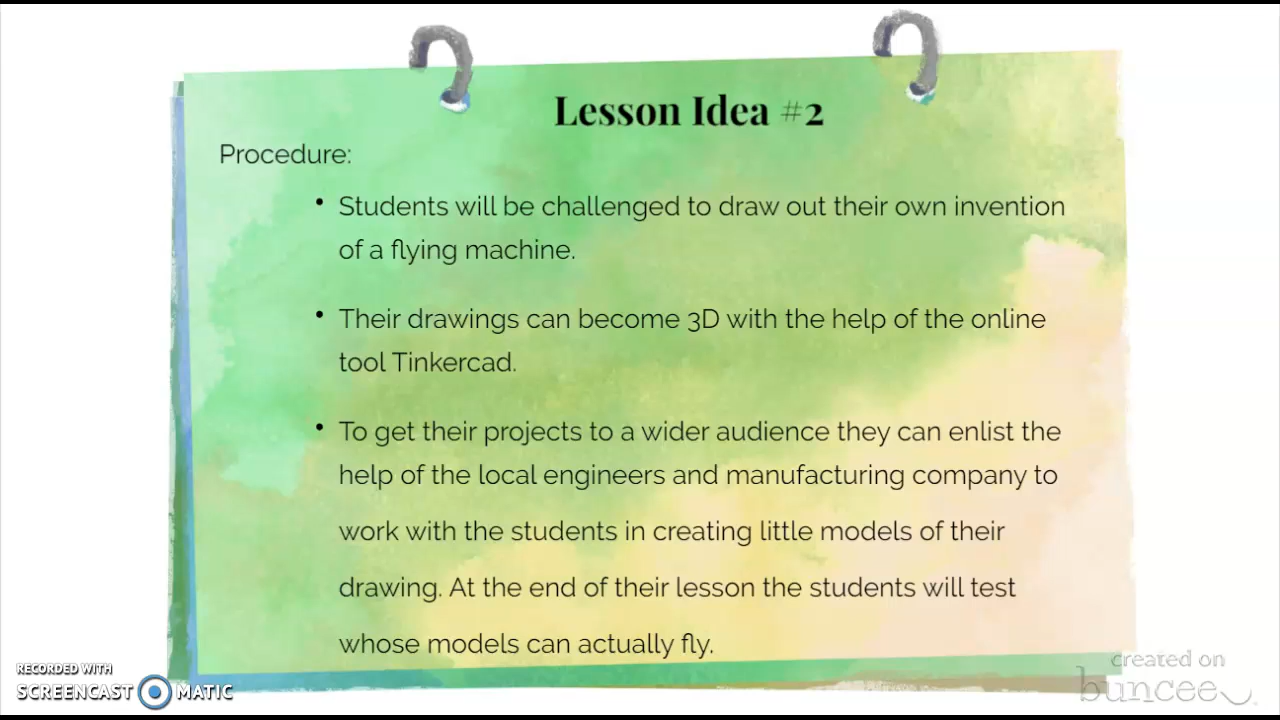 Lesson Idea #2
Procedure:
• Students will be challenged to draw out their own invention
of a flying machine.
• Their drawings can become 3D with the help of the online
tool Tinkercad.
• To get their projects to a wider audience they can enlist the
help of the local engineers and manufacturing company to
work with the students in creating little models of their
drawing. At the end of their lesson the students will test
whose models can actually fly.
RECORDED WITH
SCREENCAST MATIC
created on
buncee